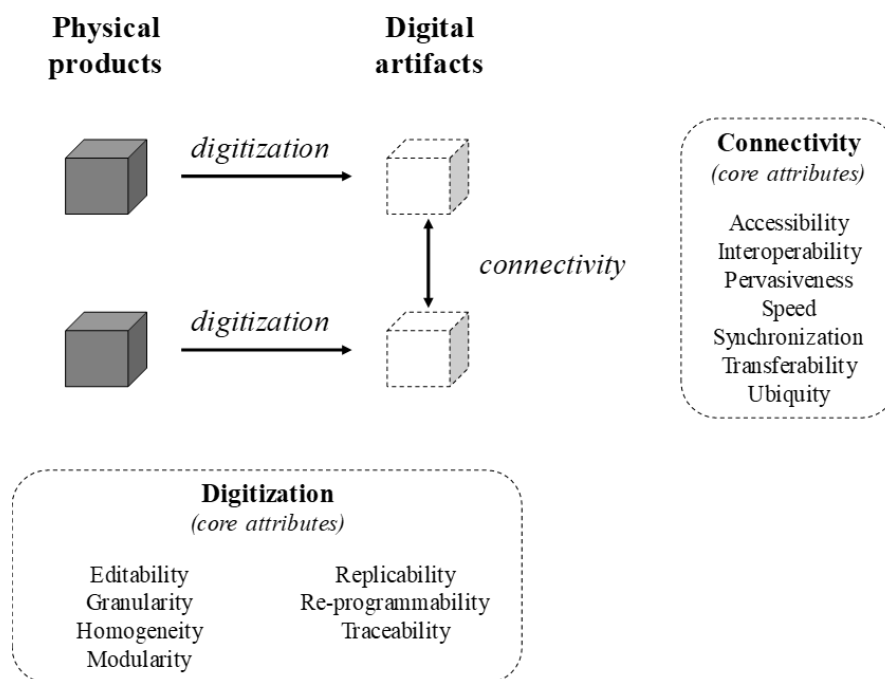 Physical
products
Digital
artifacts
digitization
connectivity
digitization
Connectivity
(core attributes)
Accessibility
Interoperability
Pervasiveness
Speed
Synchronization
Transferability
Ubiquity
Digitization
(core attributes)
Editability
Granularity
Homogeneity
Modularity
Replicability
Re-programmability
Traceability